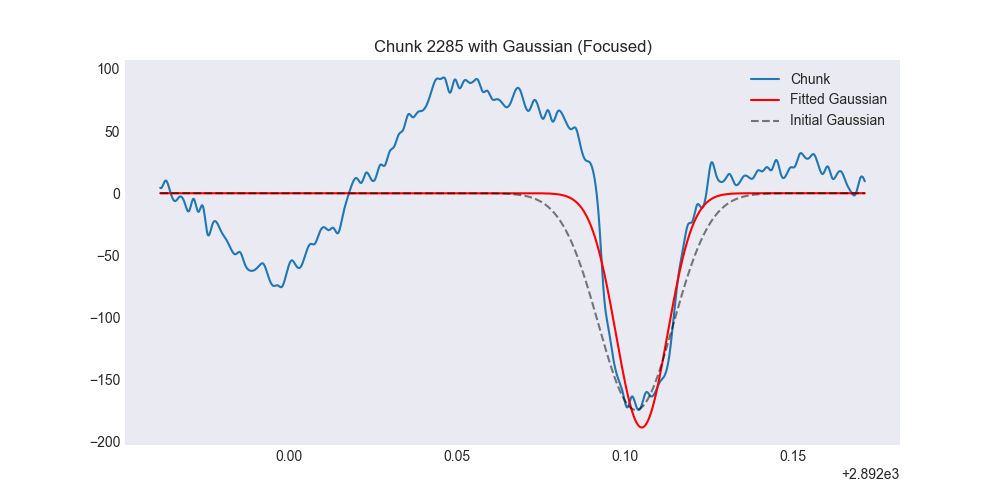 Chunk 2285 with Gaussian (Focused)
100
50
0
−50
−100
−150
−200
Chunk
Fitted Gaussian
Initial Gaussian
0.00 0.05 0.10 0.15
+2.892e3